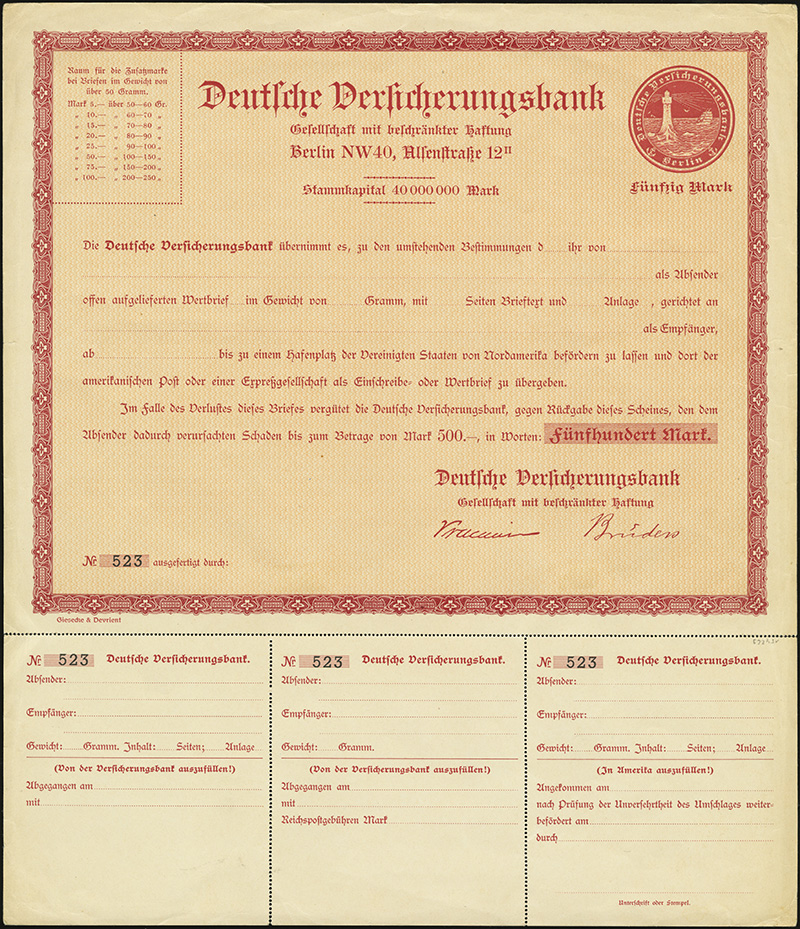 Raum für die Zusatzmarke
bei Briefen im Gewicht von
über 50 Gramm.
Mark 5.— über 50—60 Gr.
„ 10.— „ 60—70 „
„ 15.— „ 70—80 „
„ 20.— „ 80—90 „
„ 25.— „ 90—100 „
„ 50.— „ 100—150 „
„ 75.— „ 150—200 „
„ 100.— „ 200—250 „
Deutsche Versicherungsbank
Gesellschaft mit beschränkter Haftung
Berlin NW40, Alsenstraße 12 II
Stammkapital 40 000 000 Mark
Deutsche Versicherungsbank
Berlin
Fünfzig Mark
Die Deutsche Versicherungsbank übernimmt es, zu den umstehenden Bestimmungen d ihr von
als Absender
offen aufgelieferten Wertbrief im Gewicht von Gramm, mit Seiten Brieftext und Anlage , gerichtet an
als Empfänger,
ab bis zu einem Hafenplatz der Vereinigten Staaten von Nordamerika befördern zu lassen und dort der
amerikanischen Post oder einer Expreßgesellschaft als Einschreibe- oder Wertbrief zu übergeben.
Im Falle des Verlustes dieses Briefes vergütet die Deutsche Versicherungsbank, gegen Rückgabe dieses Scheines, den dem
Absender dadurch verursachten Schaden bis zum Betrage von Mark 500.—, in Worten: Fünfhundert Mark.
Deutsche Versicherungsbank
Gesellschaft mit beschränkter Haftung
Brüders
№ 523 ausgefertigt durch:
Giesecke & Devrient
№ 523 Deutsche Versicherungsbank.
Absender:
Empfänger:
Gewicht: Gramm. Inhalt: Seiten; Anlage
(Von der Versicherungsbank auszufüllen!)
Abgegangen am
mit
№ 523 Deutsche Versicherungsbank.
Absender:
Empfänger:
Gewicht: Gramm.
(Von der Versicherungsbank auszufüllen!)
Abgegangen am
mit
Reichspostgebühren Mark
№ 523 Deutsche Versicherungsbank.
Absender:
Empfänger:
Gewicht: Gramm. Inhalt: Seiten; Anlage
(In Amerika auszufüllen!)
Angekommen am
nach Prüfung der Unversehrtheit des Umschlages weiter-
befördert am
durch
Unterschrift oder Stempel.